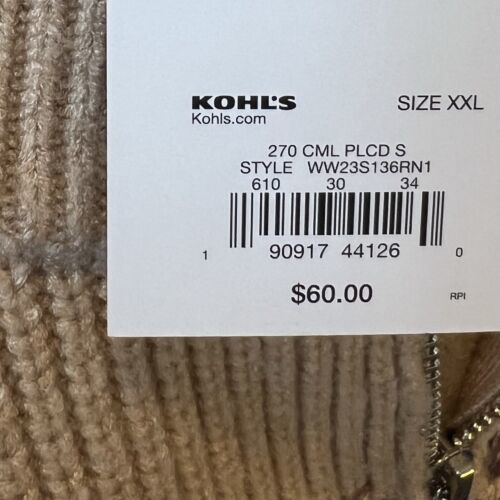 KOHL'S SIZE XXL
Kohls.com
270 CML PLCD S
STYLE WW23S136RN1
610 30 34
1 90917 44126 0
$60.00 RPI